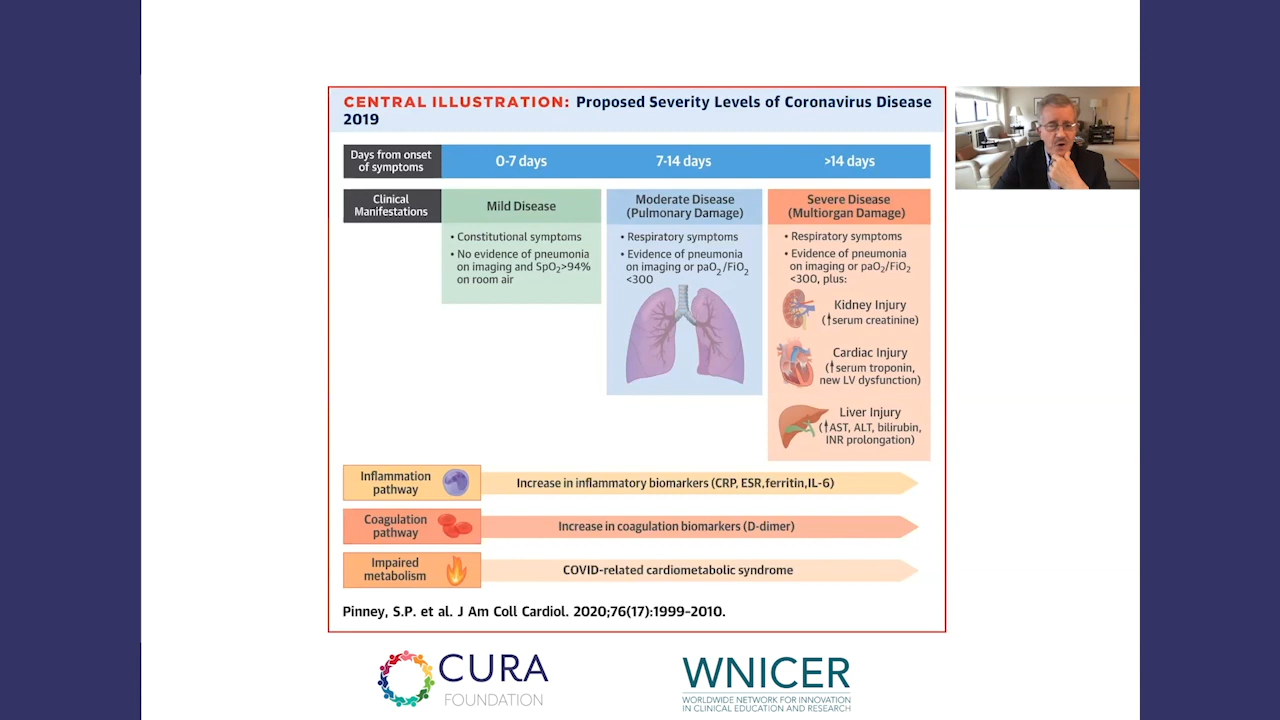 CENTRAL ILLUSTRATION: Proposed Severity Levels of Coronavirus Disease
2019
Days from onset
of symptoms
0-7 days
7-14 days
>14 days
Clinical
Manifestations
Mild Disease
• Constitutional symptoms
• No evidence of pneumonia
on imaging and SpO₂>94%
on room air
Moderate Disease
(Pulmonary Damage)
• Respiratory symptoms
• Evidence of pneumonia
on imaging or paO₂/FiO₂
<300
Severe Disease
(Multiorgan Damage)
• Respiratory symptoms
• Evidence of pneumonia
on imaging or paO₂/FiO₂
<300, plus:
Kidney Injury
(↑serum creatinine)
Cardiac Injury
(↑serum troponin,
new LV dysfunction)
Liver Injury
(↑AST, ALT, bilirubin,
INR prolongation)
Inflammation
pathway
Increase in inflammatory biomarkers (CRP, ESR,ferritin,IL-6)
Coagulation
pathway
Increase in coagulation biomarkers (D-dimer)
Impaired
metabolism
COVID-related cardiometabolic syndrome
Pinney, S.P. et al. J Am Coll Cardiol. 2020;76(17):1999-2010.
CURA
FOUNDATION
WNICER
WORLDWIDE NETWORK FOR INNOVATION
IN CLINICAL EDUCATION AND RESEARCH